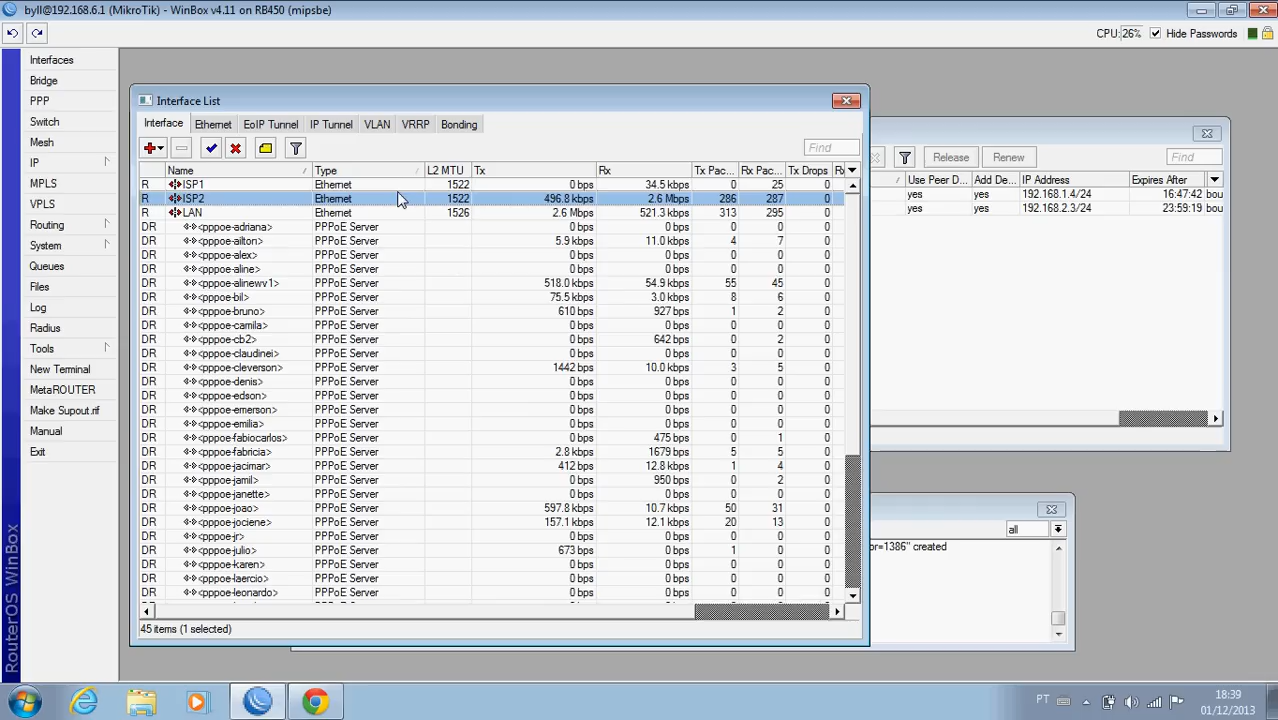 byll@192.168.6.1 (MikroTik) - WinBox v4.11 on RB450 (mipsbe)
CPU: 26% Hide Passwords
Interfaces
Bridge
PPP
Switch
Mesh
IP
MPLS
VPLS
Routing
System
Queues
Files
Log
Radius
Tools
New Terminal
MetaROUTER
Make Supout.rif
Manual
Exit
RouterOS WinBox
Interface List
Interface Ethernet EoIP Tunnel IP Tunnel VLAN VRRP Bonding
Find
Name Type L2 MTU Tx Rx Tx Pac... Rx Pac... Tx Drops
R ISP1 Ethernet 1522 0 bps 34.5 kbps 0 25 0
R ISP2 Ethernet 1522 496.8 kbps 2.6 Mbps 286 287 0
R LAN Ethernet 1526 2.6 Mbps 521.3 kbps 313 295 0
DR <pppoe-adriana> PPPoE Server 0 bps 0 bps 0 0 0
DR <pppoe-ailton> PPPoE Server 5.9 kbps 11.0 kbps 4 7 0
DR <pppoe-alex> PPPoE Server 0 bps 0 bps 0 0 0
DR <pppoe-aline> PPPoE Server 0 bps 0 bps 0 0 0
DR <pppoe-alinewv1> PPPoE Server 518.0 kbps 54.9 kbps 55 45 0
DR <pppoe-bil> PPPoE Server 75.5 kbps 3.0 kbps 8 6 0
DR <pppoe-bruno> PPPoE Server 610 bps 927 bps 1 2 0
DR <pppoe-camila> PPPoE Server 0 bps 0 bps 0 0 0
DR <pppoe-cb2> PPPoE Server 0 bps 642 bps 0 2 0
DR <pppoe-claudinei> PPPoE Server 0 bps 0 bps 0 0 0
DR <pppoe-cleverson> PPPoE Server 1442 bps 10.0 kbps 3 5 0
DR <pppoe-denis> PPPoE Server 0 bps 0 bps 0 0 0
DR <pppoe-edson> PPPoE Server 0 bps 0 bps 0 0 0
DR <pppoe-emerson> PPPoE Server 0 bps 0 bps 0 0 0
DR <pppoe-emilia> PPPoE Server 0 bps 0 bps 0 0 0
DR <pppoe-fabiocarlos> PPPoE Server 0 bps 475 bps 0 1 0
DR <pppoe-fabricia> PPPoE Server 2.8 kbps 1679 bps 5 5 0
DR <pppoe-jacimar> PPPoE Server 412 bps 12.8 kbps 1 4 0
DR <pppoe-jamil> PPPoE Server 0 bps 950 bps 0 2 0
DR <pppoe-janette> PPPoE Server 0 bps 0 bps 0 0 0
DR <pppoe-joao> PPPoE Server 597.8 kbps 10.7 kbps 50 31 0
DR <pppoe-jociene> PPPoE Server 157.1 kbps 12.1 kbps 20 13 0
DR <pppoe-jr> PPPoE Server 0 bps 0 bps 0 0 0
DR <pppoe-julio> PPPoE Server 673 bps 0 bps 1 0 0
DR <pppoe-karen> PPPoE Server 0 bps 0 bps 0 0 0
DR <pppoe-laercio> PPPoE Server 0 bps 0 bps 0 0 0
DR <pppoe-leonardo> PPPoE Server 0 bps 0 bps 0 0 0
45 items (1 selected)
Release Renew Find
Use Peer D... Add De... IP Address Expires After
yes yes 192.168.1.4/24 16:47:42 bou
yes yes 192.168.2.3/24 23:59:19 bou
all
or=1386" created
PT 18:39
01/12/2013